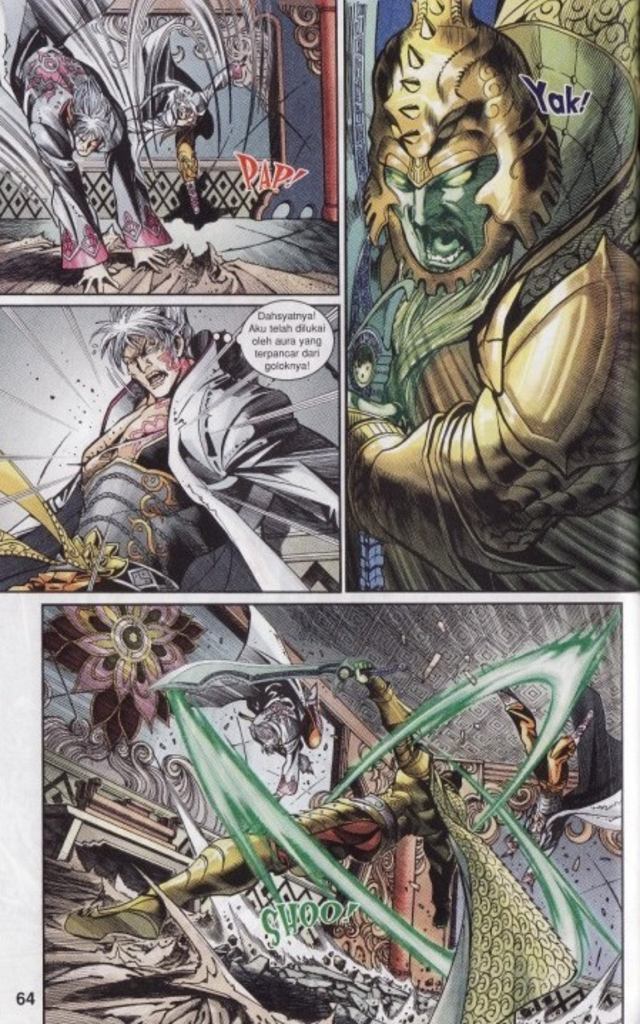 PAP!
Yak!
Dahsyatnya!
Aku telah dilukai
oleh aura yang
terpancar dari
goloknya!
SHOO!
64